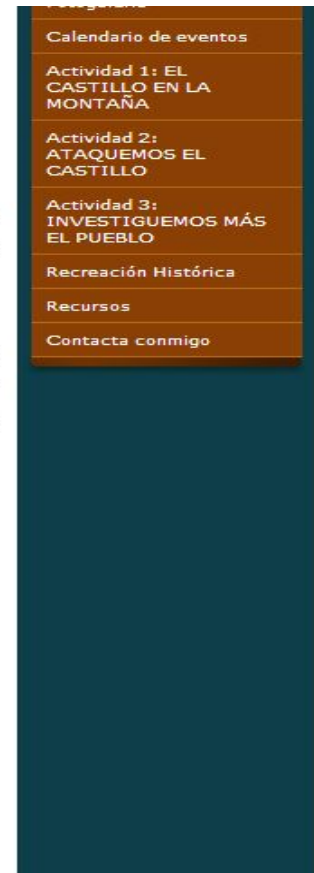 Calendario de eventos
Actividad 1: EL
CASTILLO EN LA
MONTAÑA
Actividad 2:
ATAQUEMOS EL
CASTILLO
Actividad 3:
INVESTIGUEMOS MÁS
EL PUEBLO
Recreación Histórica
Recursos
Contacta conmigo